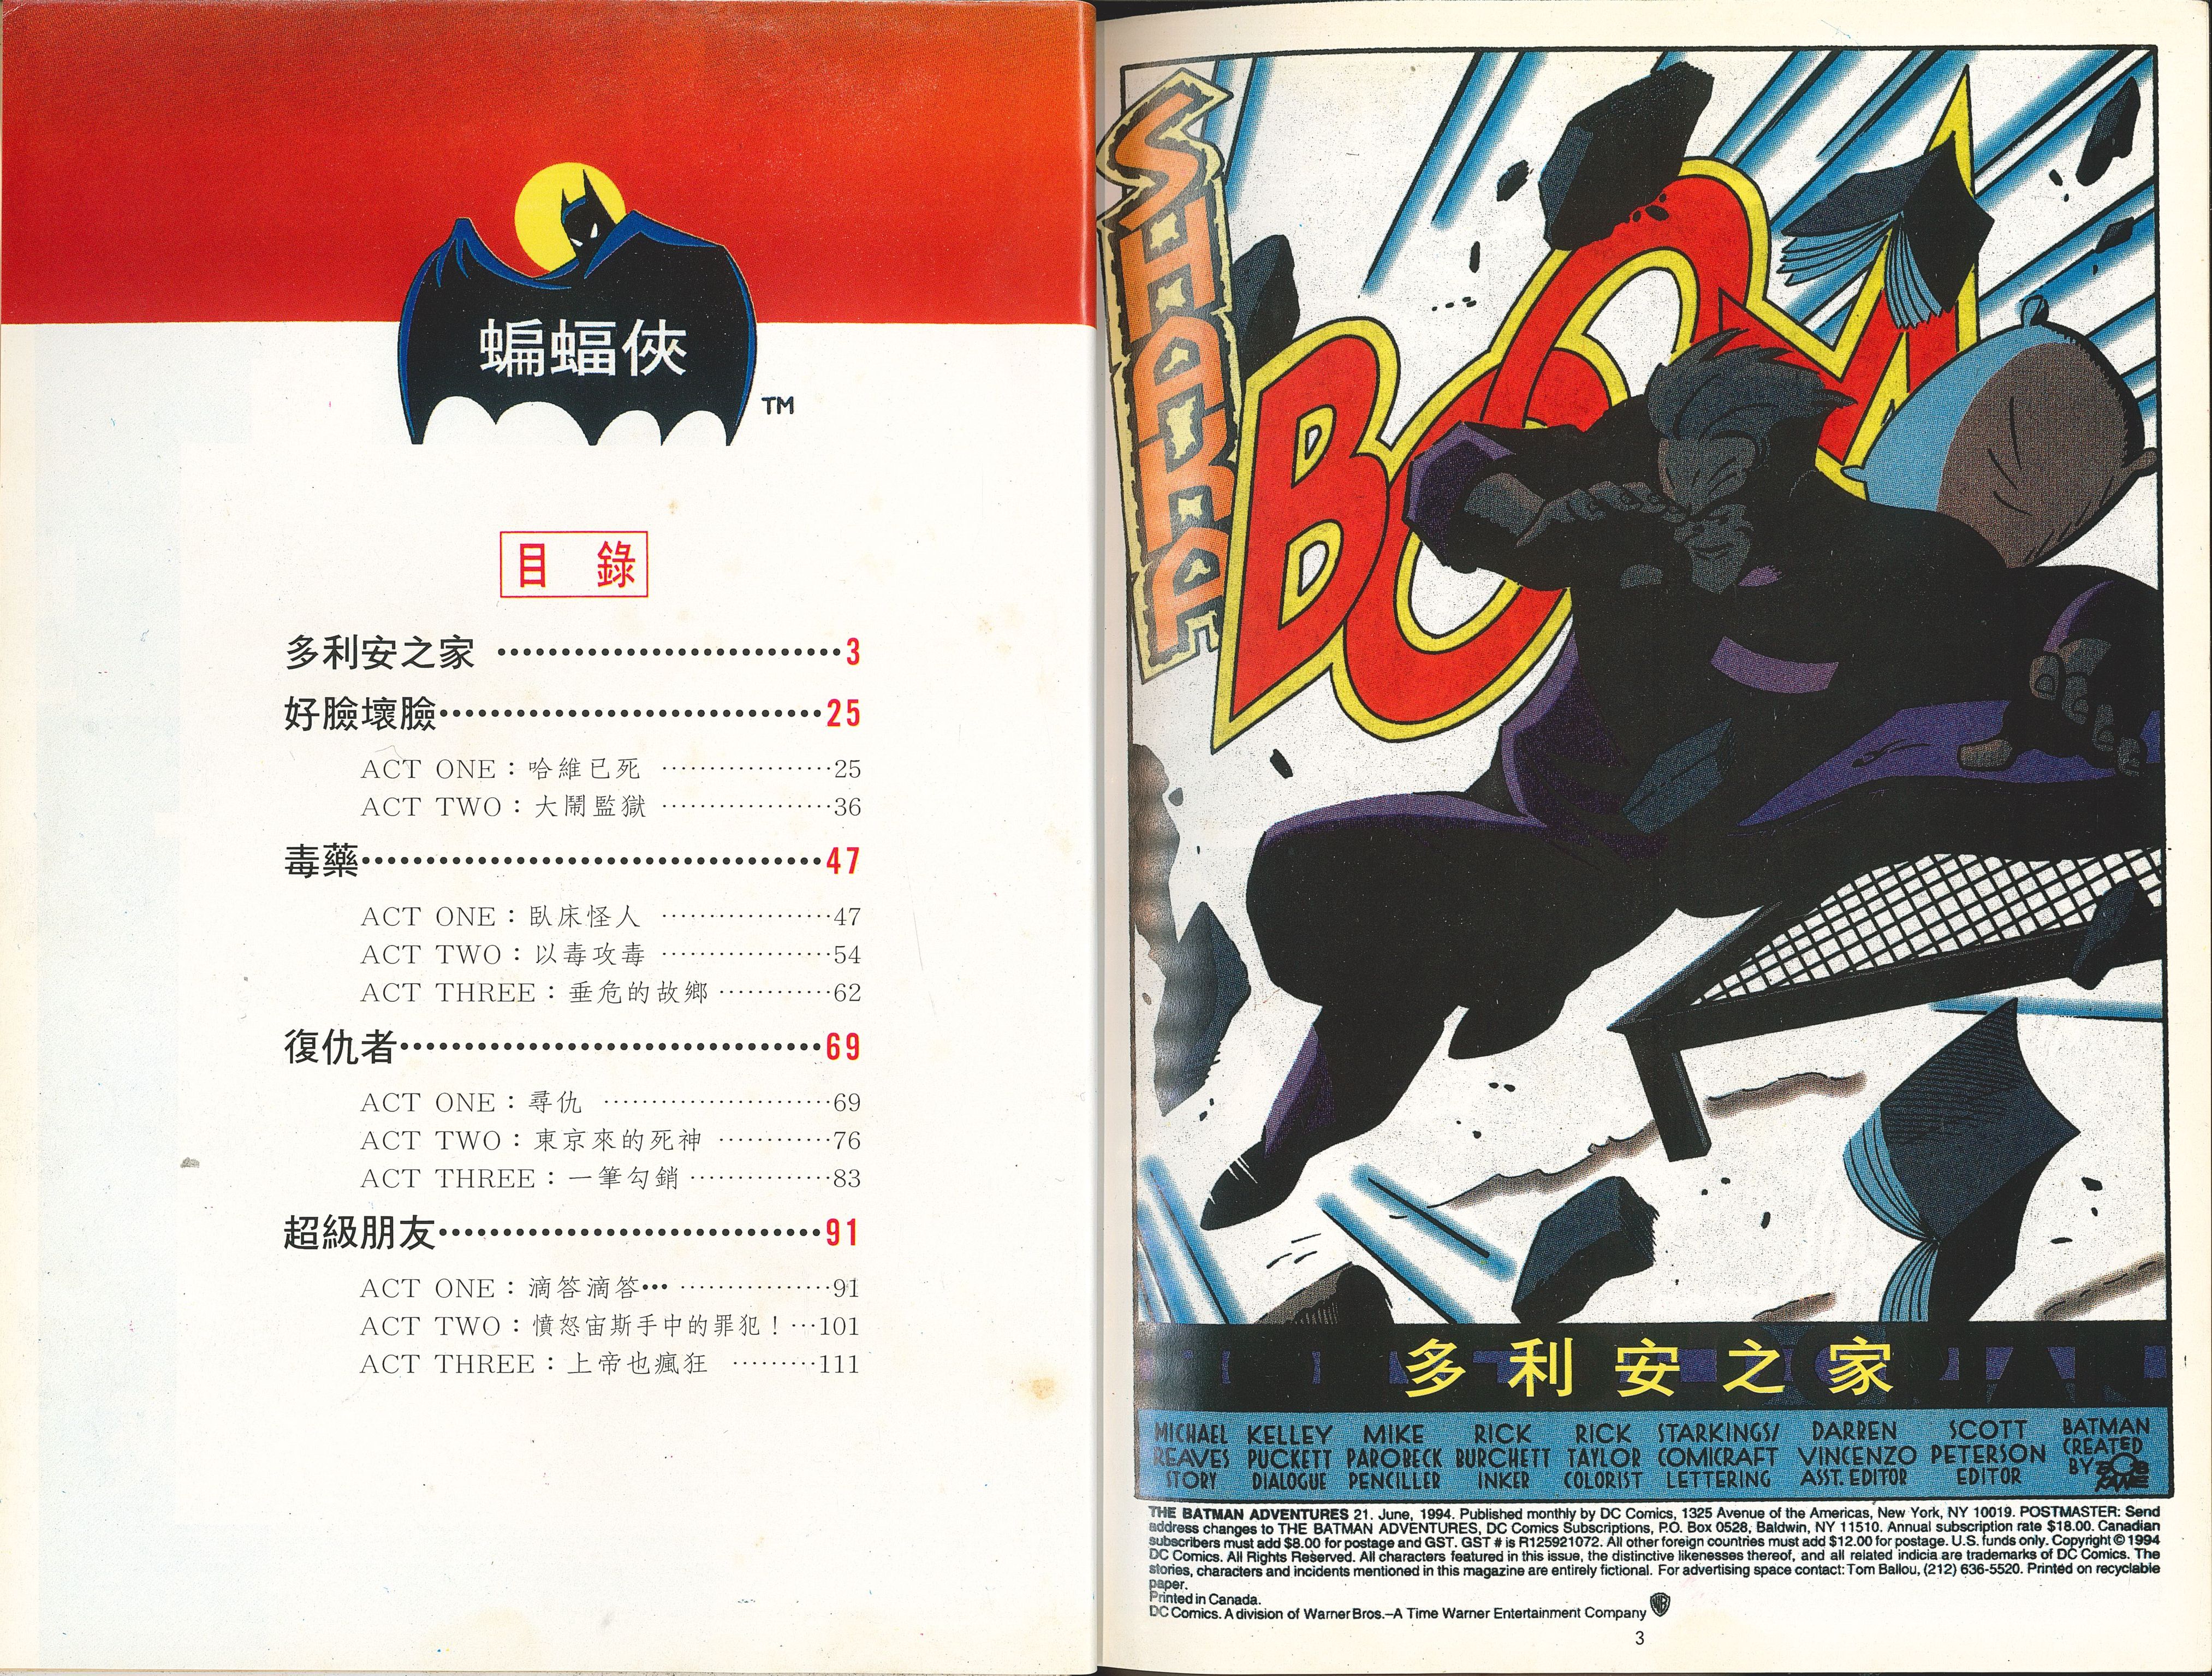 蝙蝠俠
TM
目 錄
多利安之家 ································ 3
好臉壞臉································ 25
ACT ONE：哈維已死 ··················25
ACT TWO：大鬧監獄 ··················36
毒藥································ 47
ACT ONE：臥床怪人 ··················47
ACT TWO：以毒攻毒 ··················54
ACT THREE：垂危的故鄉 ············62
復仇者································ 69
ACT ONE：尋仇 ························69
ACT TWO：東京來的死神 ············76
ACT THREE：一筆勾銷 ···············83
超級朋友································ 91
ACT ONE：滴答滴答••• ················91
ACT TWO：憤怒宙斯手中的罪犯！···101
ACT THREE：上帝也瘋狂 ·········111
SHAKA
BOOM
多利安之家
MICHAEL REAVES STORY
KELLEY PUCKETT DIALOGUE
MIKE PAROBECK PENCILLER
RICK BURCHETT INKER
RICK TAYLOR COLORIST
STARKINGS/ COMICRAFT LETTERING
DARREN VINCENZO ASST. EDITOR
SCOTT PETERSON EDITOR
BATMAN CREATED BY BOB KANE
THE BATMAN ADVENTURES 21. June, 1994. Published monthly by DC Comics, 1325 Avenue of the Americas, New York, NY 10019. POSTMASTER: Send
address changes to THE BATMAN ADVENTURES, DC Comics Subscriptions, P.O. Box 0528, Baldwin, NY 11510. Annual subscription rate $18.00. Canadian
subscribers must add $8.00 for postage and GST. GST # is R125921072. All other foreign countries must add $12.00 for postage. U.S. funds only. Copyright © 1994
DC Comics. All Rights Reserved. All characters featured in this issue, the distinctive likenesses thereof, and all related indicia are trademarks of DC Comics. The
stories, characters and incidents mentioned in this magazine are entirely fictional. For advertising space contact: Tom Ballou, (212) 636-5520. Printed on recyclable
paper.
Printed in Canada.
DC Comics. A division of Warner Bros.–A Time Warner Entertainment Company
WB
3